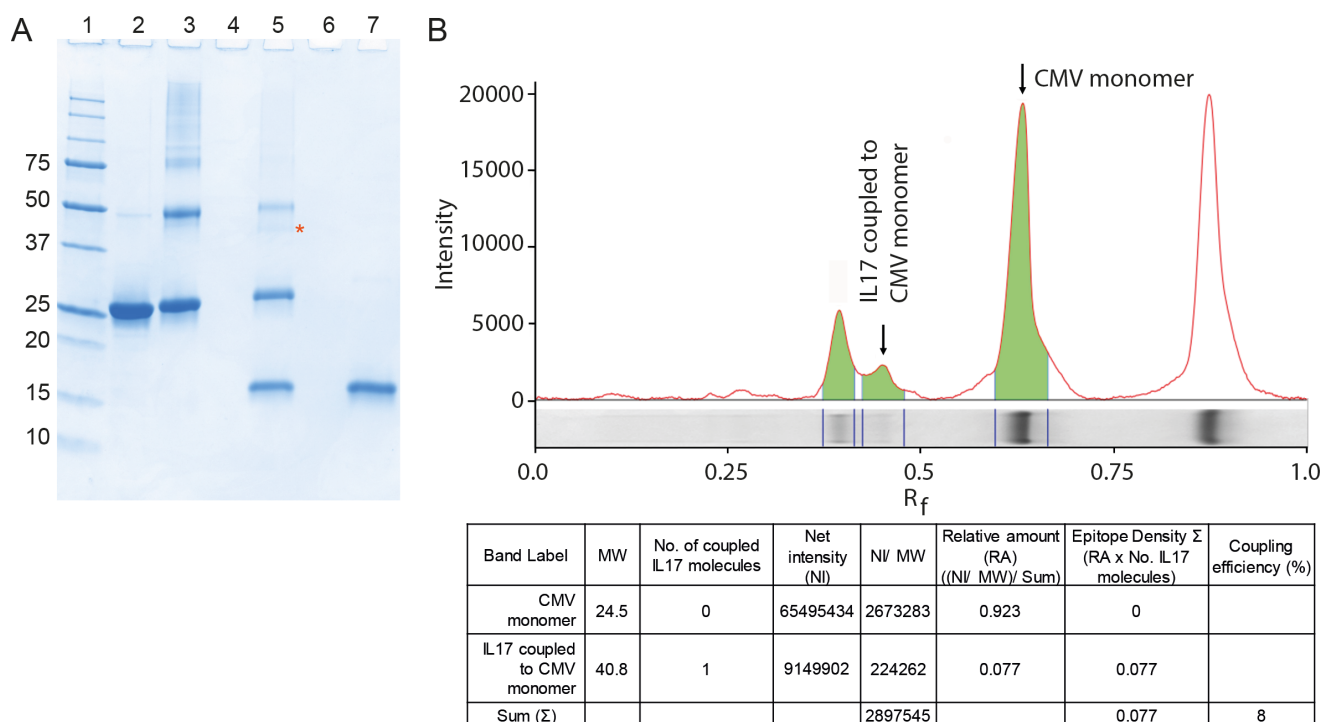 A
1 2 3 4 5 6 7
75
50
37
25
20
15
10
*
B
CMV monomer
IL17 coupled to
CMV monomer
Intensity
20000
15000
10000
5000
0
0.0 0.25 0.5 0.75 1.0
Rf
Band Label
MW
No. of coupled
IL17 molecules
Net
intensity
(NI)
NI/ MW
Relative amount
(RA)
((NI/ MW)/ Sum)
Epitope Density Σ
(RA x No. IL17
molecules)
Coupling
efficiency (%)
CMV
monomer
24.5 0 65495434 2673283 0.923 0
IL17 coupled
to CMV
monomer
40.8 1 9149902 224262 0.077 0.077
Sum (Σ) 2897545 0.077 8